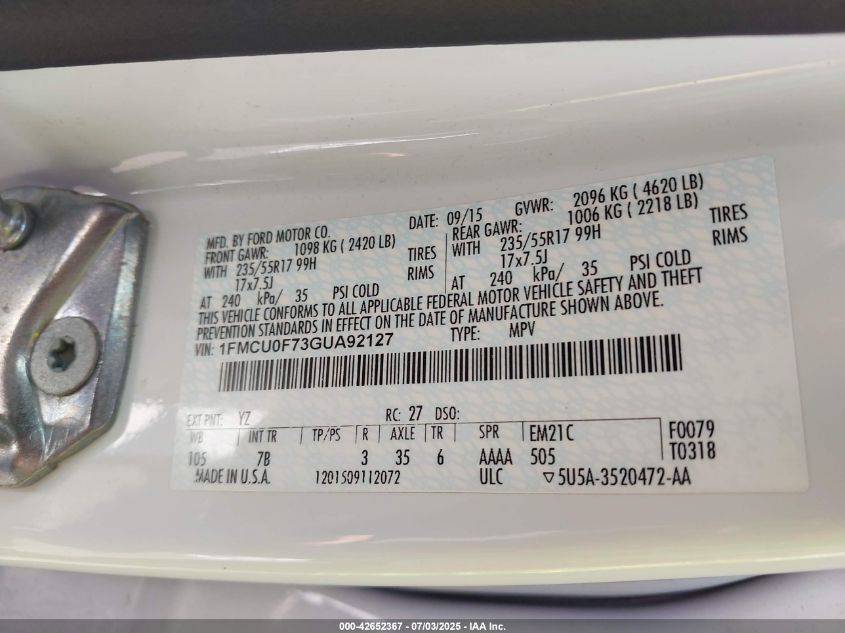 MFD. BY FORD MOTOR CO. DATE: 09/15 GVWR: 2096 KG ( 4620 LB)
FRONT GAWR: 1098 KG ( 2420 LB) REAR GAWR: 1006 KG ( 2218 LB)
WITH 235/55R17 99H TIRES WITH 235/55R17 99H TIRES
17x7.5J RIMS 17x7.5J RIMS
AT 240 kPa/ 35 PSI COLD AT 240 kPa/ 35 PSI COLD
THIS VEHICLE CONFORMS TO ALL APPLICABLE FEDERAL MOTOR VEHICLE SAFETY AND THEFT
PREVENTION STANDARDS IN EFFECT ON THE DATE OF MANUFACTURE SHOWN ABOVE.
VIN: 1FMCU0F73GUA92127 TYPE: MPV
EXT PNT: YZ RC: 27 DSO:
WB INT TR TP/PS R AXLE TR SPR EM21C F0079
105 7B 3 35 6 AAAA 505 T0318
MADE IN U.S.A. 1201509112072 ULC ▽5U5A-3520472-AA
000-42652367 - 07/03/2025 - IAA Inc.